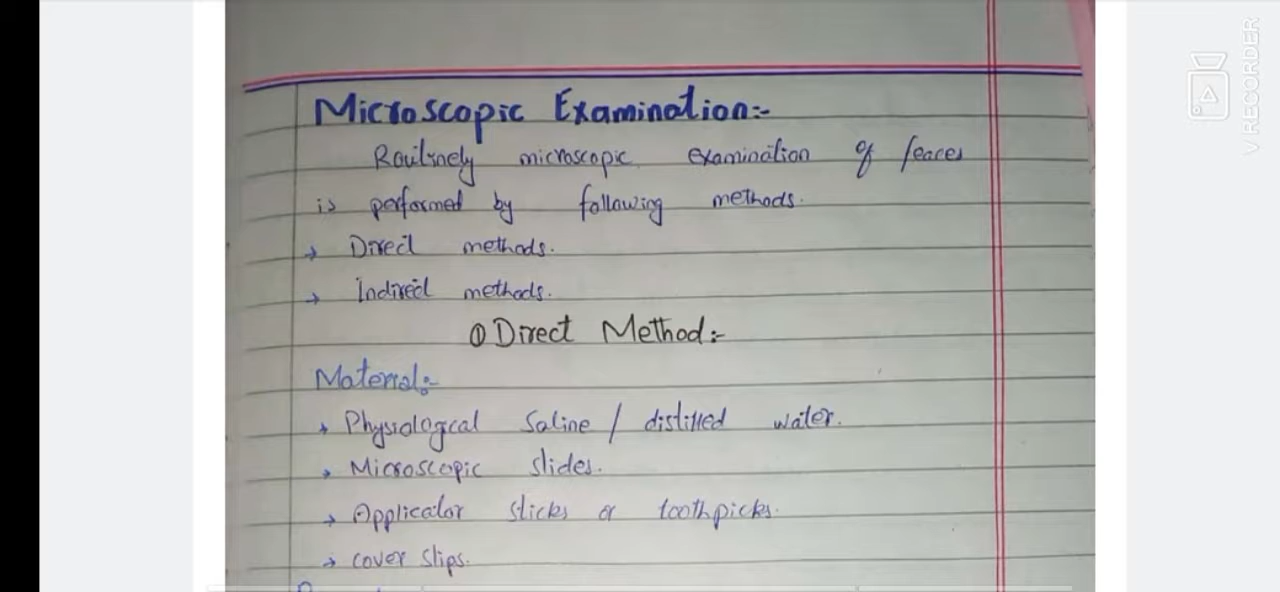 Microscopic Examination:-
Routinely microscopic examination of feaces
is performed by following methods.
→ Direct methods.
→ Indirect methods.
① Direct Method:-
Material:-
→ Physiological Saline / distilled water.
→ Microscopic slides.
→ Applicator sticks or toothpicks.
→ cover slips.
V RECORDER